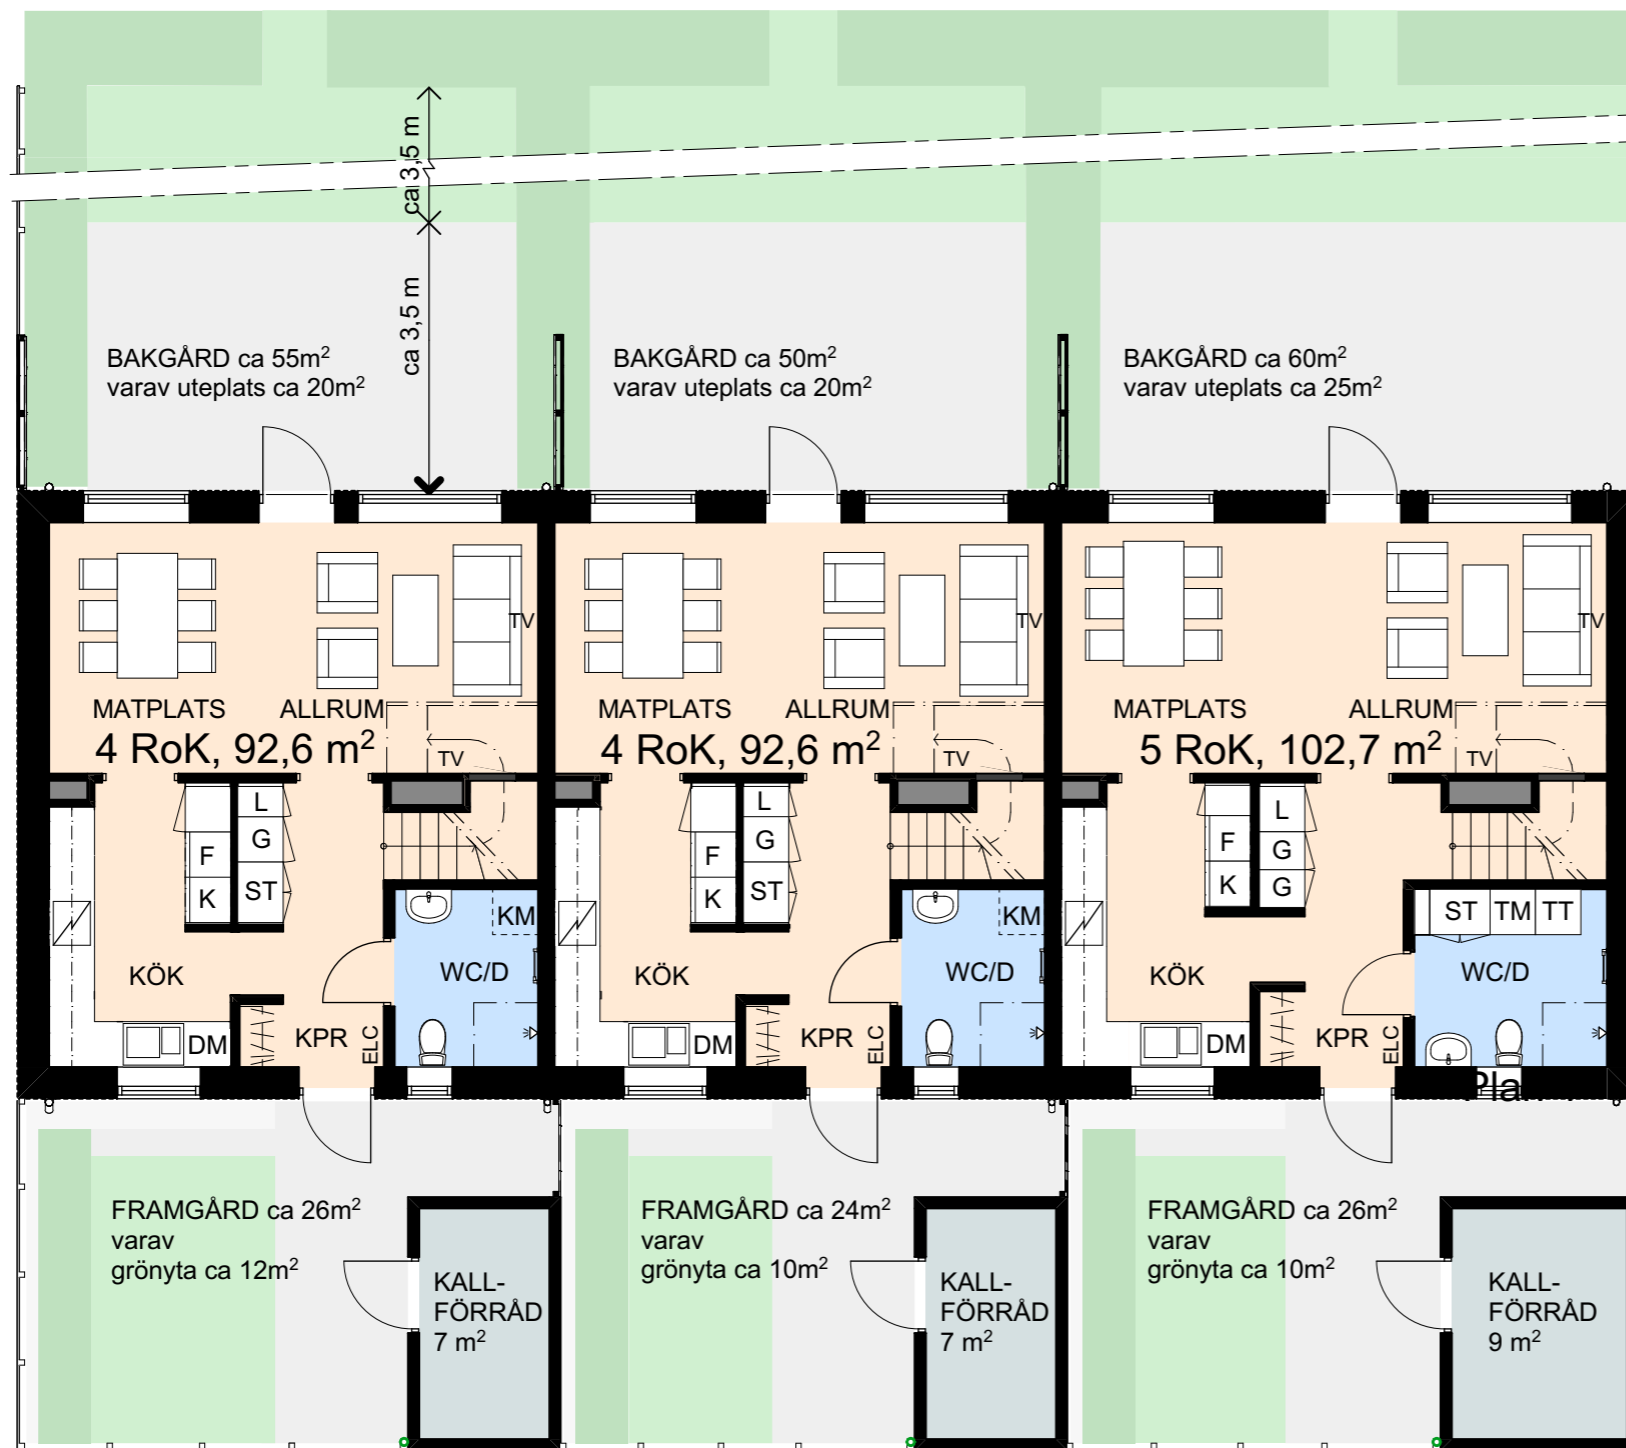 ca 3,5 m
ca 3,5 m
BAKGÅRD ca 55m²
varav uteplats ca 20m²
BAKGÅRD ca 50m²
varav uteplats ca 20m²
BAKGÅRD ca 60m²
varav uteplats ca 25m²
TV
TV
TV
MATPLATS ALLRUM
4 RoK, 92,6 m²
TV
MATPLATS ALLRUM
4 RoK, 92,6 m²
TV
MATPLATS ALLRUM
5 RoK, 102,7 m²
TV
L
G
ST
F
K
KM
KÖK
WC/D
DM
KPR
ELC
L
G
ST
F
K
KM
KÖK
WC/D
DM
KPR
ELC
L
G
G
F
K
ST TM TT
KÖK
WC/D
DM
KPR
ELC
FRAMGÅRD ca 26m²
varav
grönyta ca 12m²
KALL-
FÖRRÅD
7 m²
FRAMGÅRD ca 24m²
varav
grönyta ca 10m²
KALL-
FÖRRÅD
7 m²
FRAMGÅRD ca 26m²
varav
grönyta ca 10m²
KALL-
FÖRRÅD
9 m²